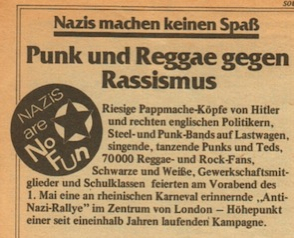 Nazis machen keinen Spaß
Punk und Reggae gegen
Rassismus
NAZIS
are
No
Fun
Riesige Pappmache-Köpfe von Hitler
und rechten englischen Politikern,
Steel- und Punk-Bands auf Lastwagen,
singende, tanzende Punks und Teds,
70000 Reggae- und Rock-Fans,
Schwarze und Weiße, Gewerkschaftsmit-
glieder und Schulklassen feierten am Vorabend des
1. Mai eine an rheinischen Karneval erinnernde „Anti-
Nazi-Rallye" im Zentrum von London – Höhepunkt
einer seit eineinhalb Jahren laufenden Kampagne.